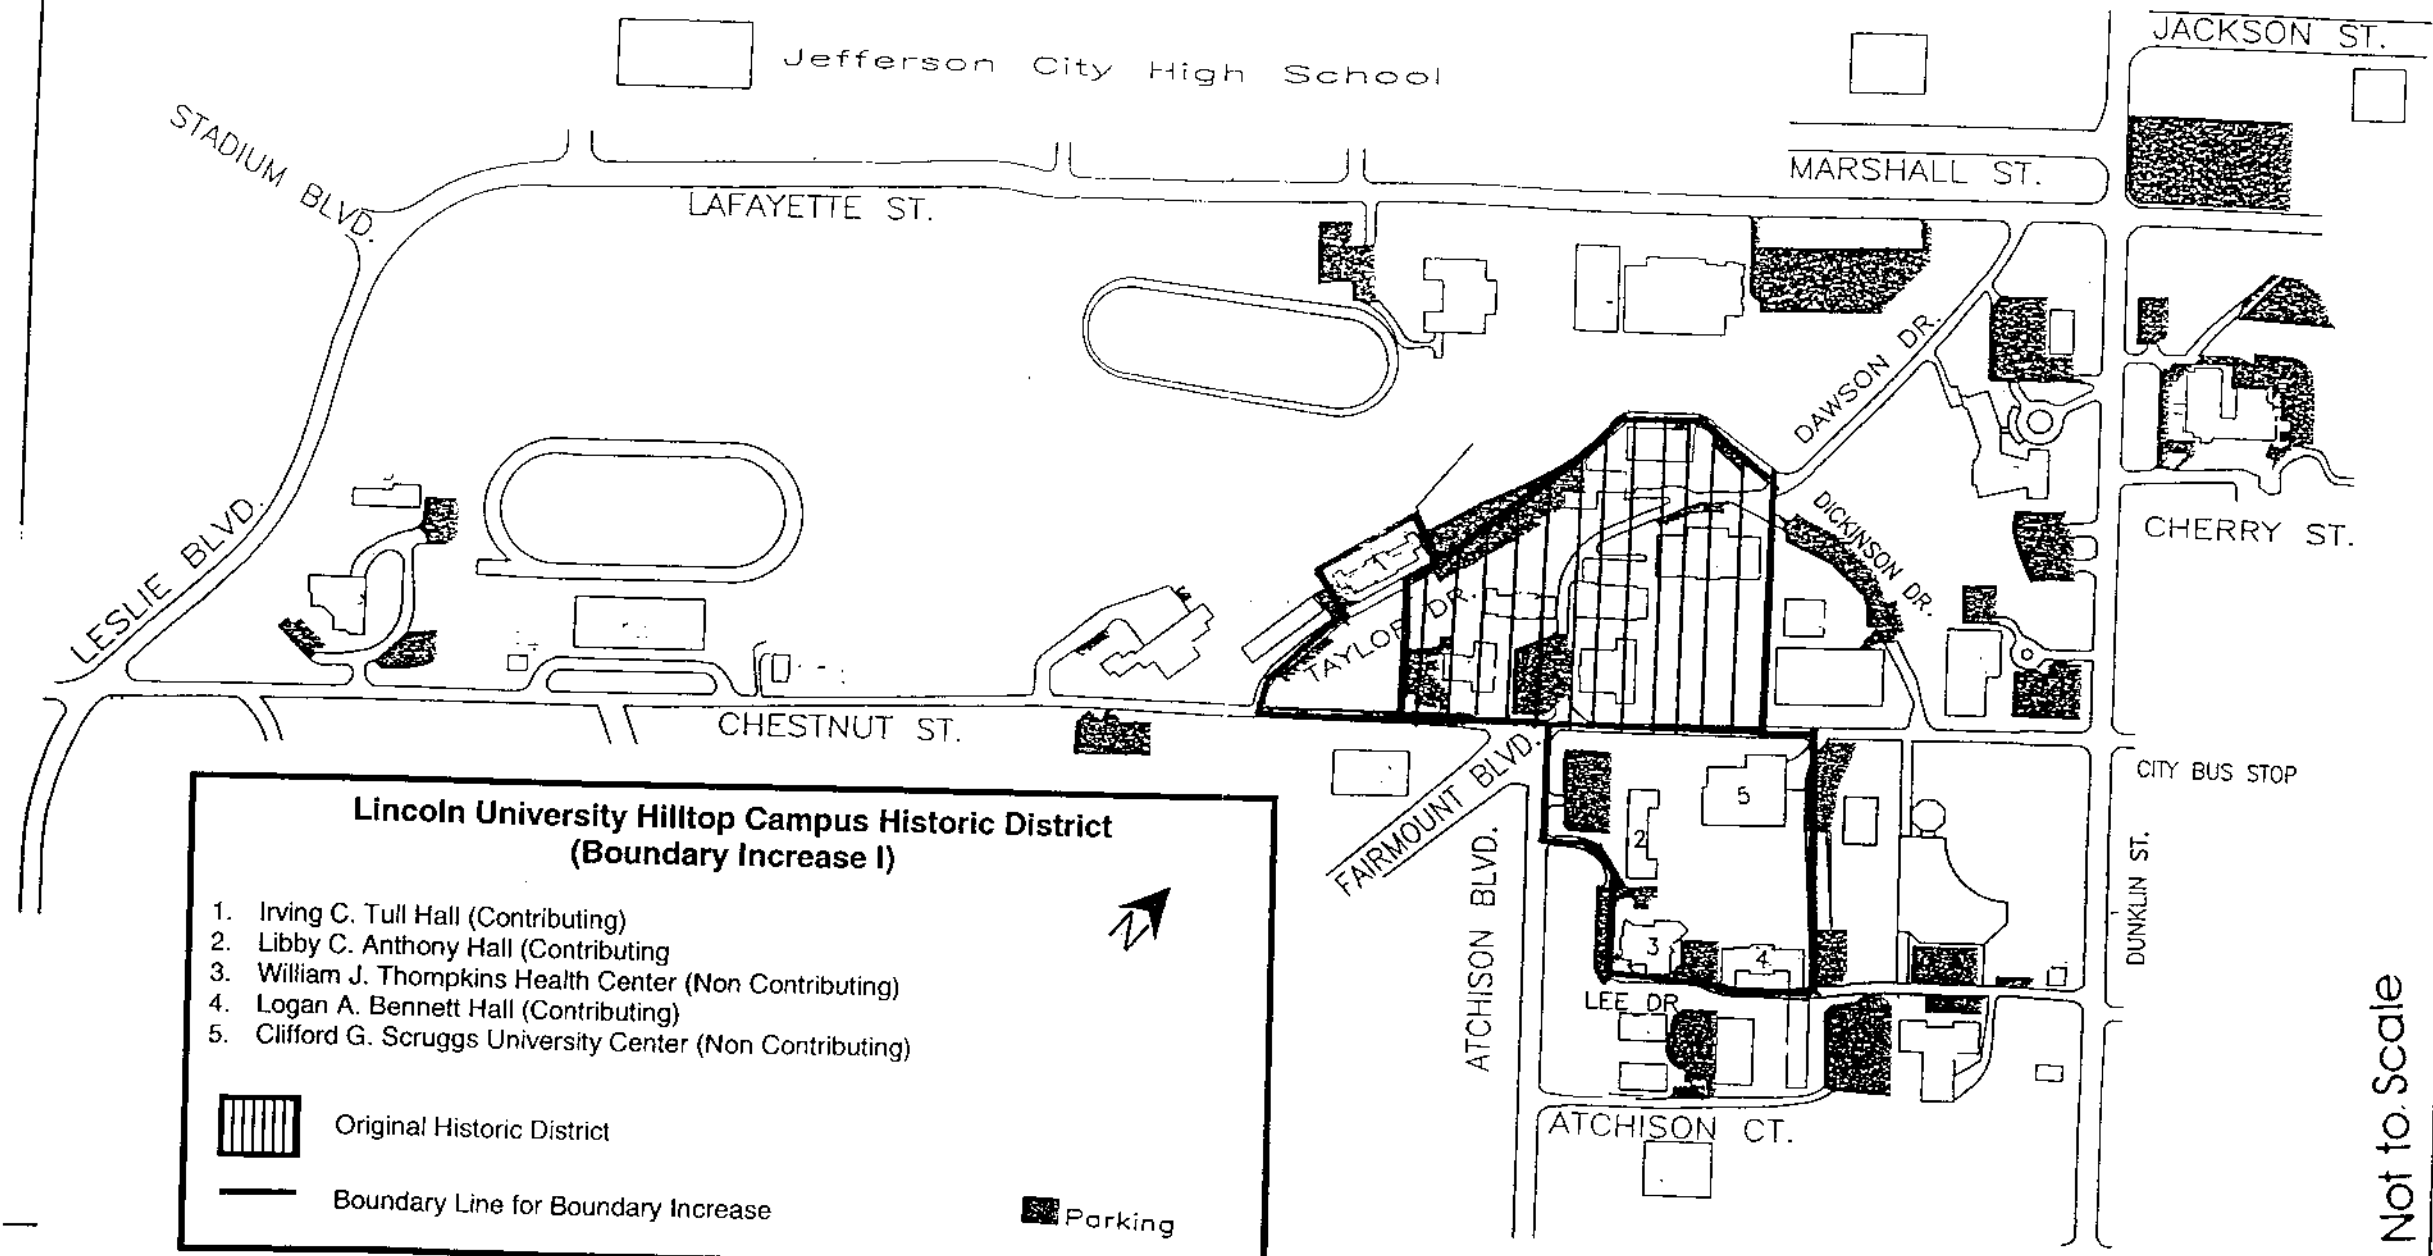 JACKSON ST.
Jefferson City High School
STADIUM BLVD.
MARSHALL ST.
LAFAYETTE ST.
DAWSON DR.
DICKINSON DR.
CHERRY ST.
LESLIE BLVD.
1
TAYLOR DR.
CHESTNUT ST.
CITY BUS STOP
FAIRMOUNT BLVD.
5
2
ATCHISON BLVD.
DUNKLIN ST.
3
4
LEE DR
ATCHISON CT.
Not to Scale
Lincoln University Hilltop Campus Historic District
(Boundary Increase I)
1. Irving C. Tull Hall (Contributing)
2. Libby C. Anthony Hall (Contributing
3. William J. Thompkins Health Center (Non Contributing)
4. Logan A. Bennett Hall (Contributing)
5. Clifford G. Scruggs University Center (Non Contributing)
N
Original Historic District
Boundary Line for Boundary Increase
Parking